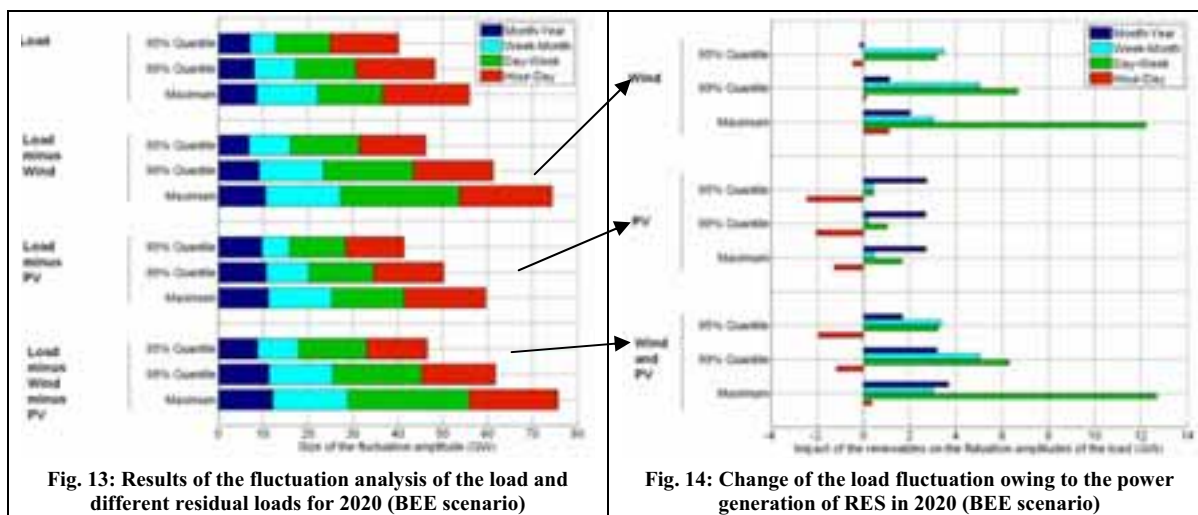 Load
95% Quantile
99% Quantile
Maximum
Month-Year
Week-Month
Day-Week
Hour-Day
Load
minus
Wind
95% Quantile
99% Quantile
Maximum
Load
minus
PV
95% Quantile
99% Quantile
Maximum
Load
minus
Wind
minus
PV
95% Quantile
99% Quantile
Maximum
0 10 20 30 40 50 60 70 80
Size of the fluctuation amplitude (GW)
Fig. 13: Results of the fluctuation analysis of the load and
different residual loads for 2020 (BEE scenario)
Wind
95% Quantile
99% Quantile
Maximum
Month-Year
Week-Month
Day-Week
Hour-Day
PV
95% Quantile
99% Quantile
Maximum
Wind
and
PV
95% Quantile
99% Quantile
Maximum
-4 -2 0 2 4 6 8 10 12 14
Impact of the renewables on the fluktuation amplitudes of the load (GW)
Fig. 14: Change of the load fluctuation owing to the power
generation of RES in 2020 (BEE scenario)